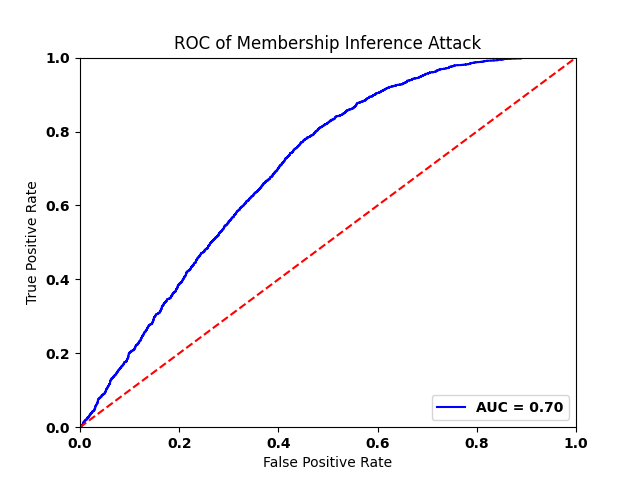 ROC of Membership Inference Attack
True Positive Rate
1.0
0.8
0.6
0.4
0.2
0.0
0.0 0.2 0.4 0.6 0.8 1.0
False Positive Rate
AUC = 0.70